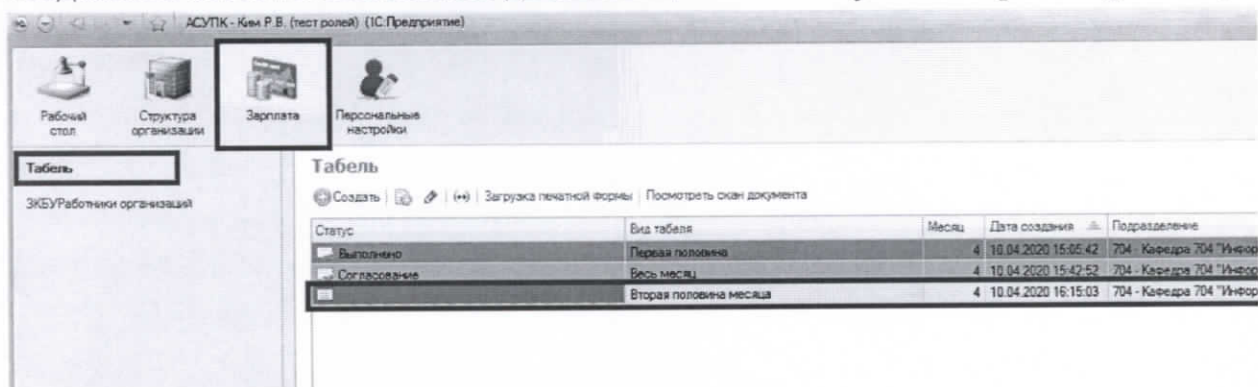 АСУПК - Ким Р.В. (тест ролей) (1С:Предприятие)
Рабочий стол
Структура организации
Зарплата
Персональные настройки
Табель
ЗКБУРаботники организаций
Табель
Создать Загрузка печатной формы Посмотреть скан документа
Статус Вид табеля Месяц Дата создания Подразделение
Выполнено Первая половина 4 10.04.2020 15:05:42 704 - Кафедра 704 "Инфор
Согласование Весь месяц 4 10.04.2020 15:42:52 704 - Кафедра 704 "Инфор
Вторая половина месяца 4 10.04.2020 16:15:03 704 - Кафедра 704 "Инфор